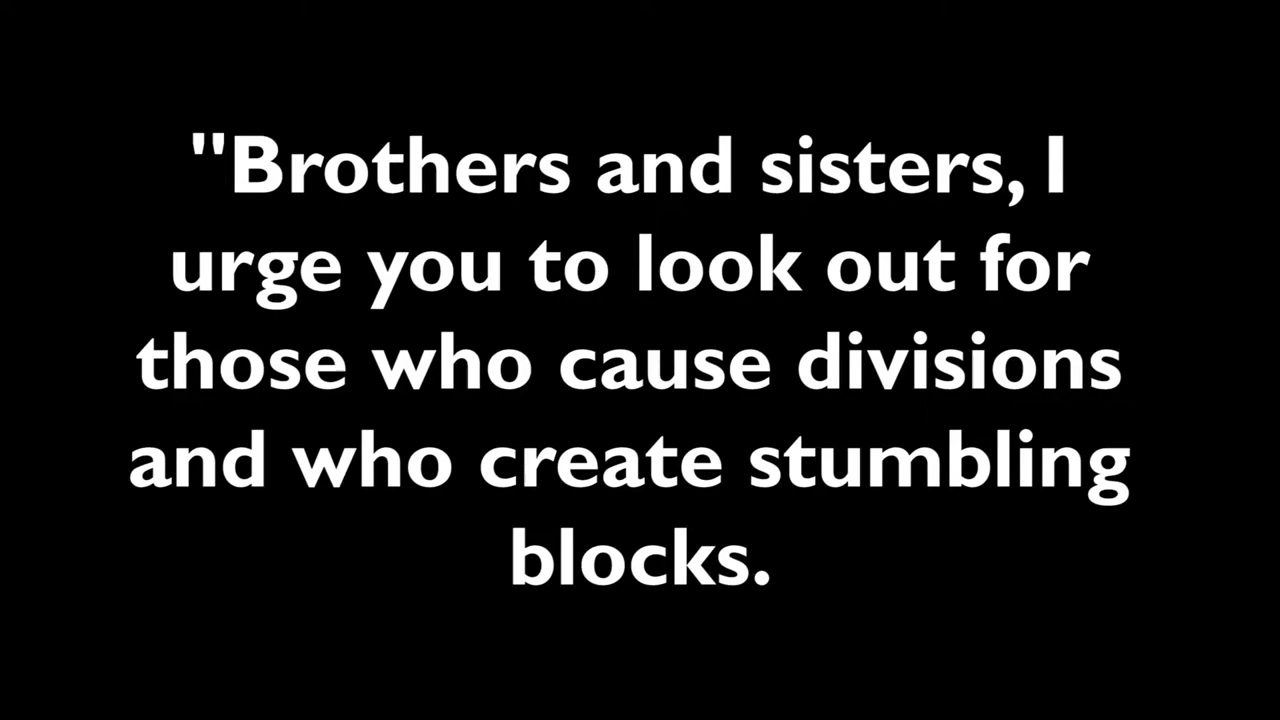 "Brothers and sisters, I
urge you to look out for
those who cause divisions
and who create stumbling
blocks.